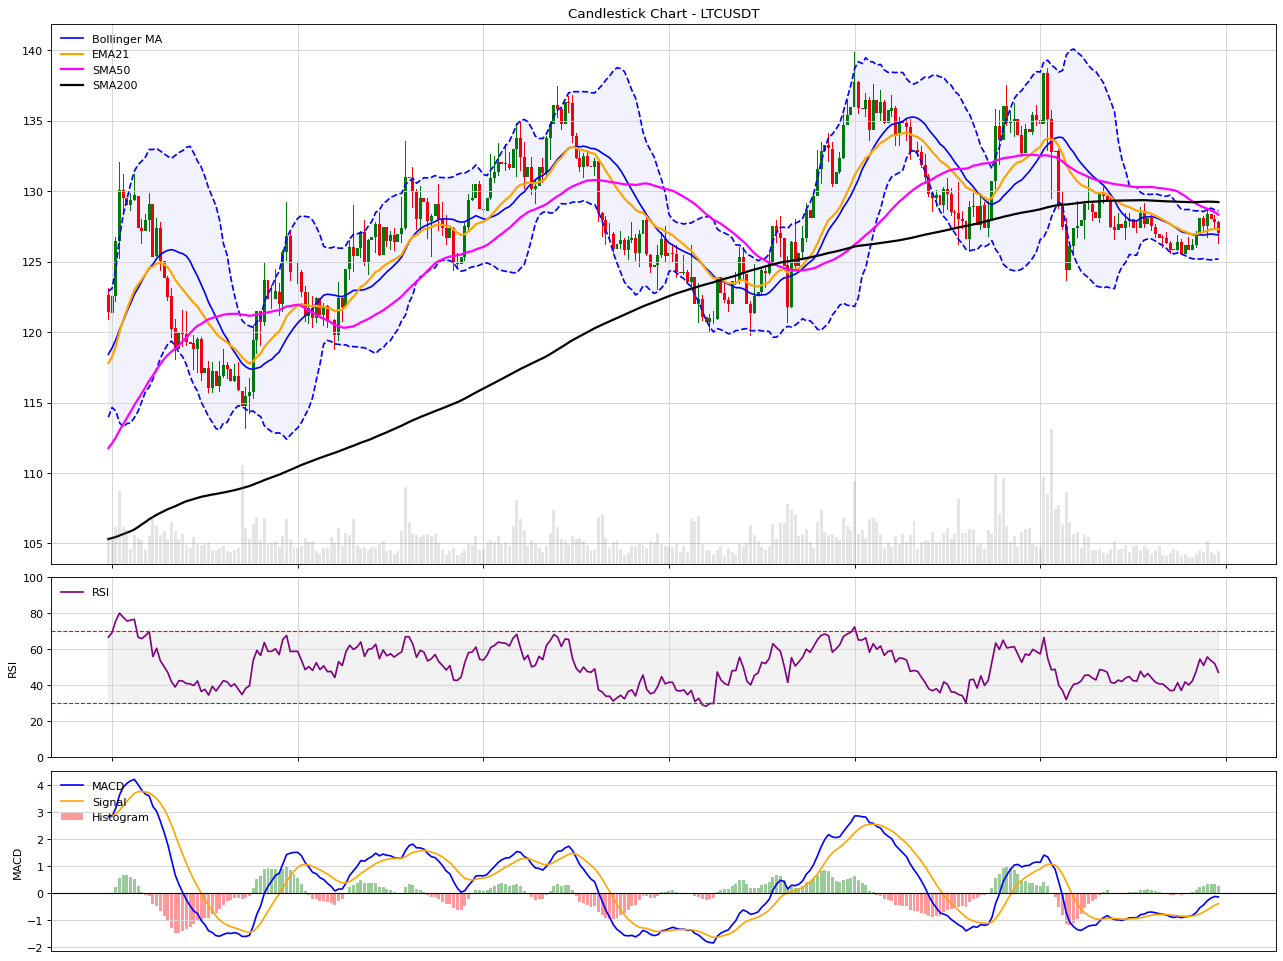 Candlestick Chart - LTCUSDT
Bollinger MA
EMA21
SMA50
SMA200
140
135
130
125
120
115
110
105
RSI
100
80
60
40
20
0
RSI
MACD
Signal
Histogram
4
3
2
1
0
−1
−2
MACD